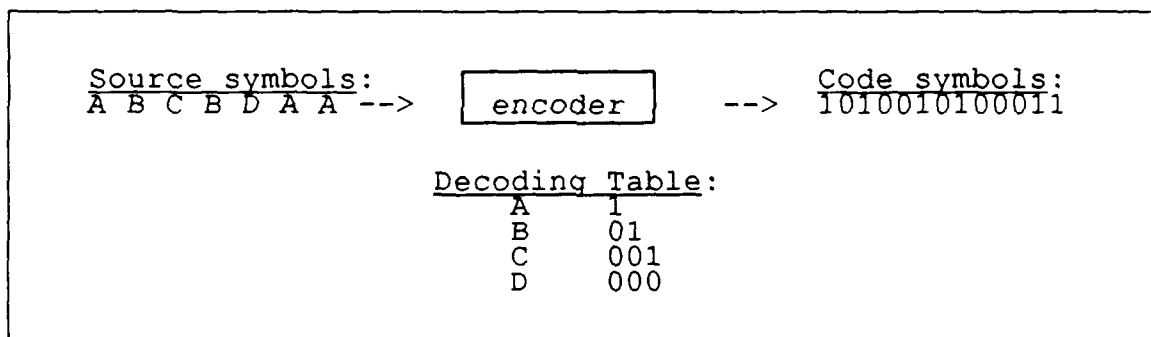 Source symbols: Code symbols:
A B C B D A A --> encoder --> 1010010100011
Decoding Table:
A 1
B 01
C 001
D 000